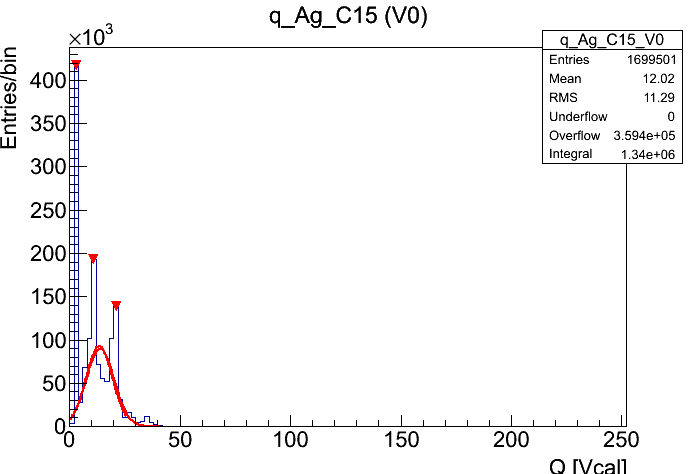 q_Ag_C15 (V0)
×10³
Entries/bin
q_Ag_C15_V0
Entries 1699501
Mean 12.02
RMS 11.29
Underflow 0
Overflow 3.594e+05
Integral 1.34e+06
400
350
300
250
200
150
100
50
0
0 50 100 150 200 250
Q [Vcal]